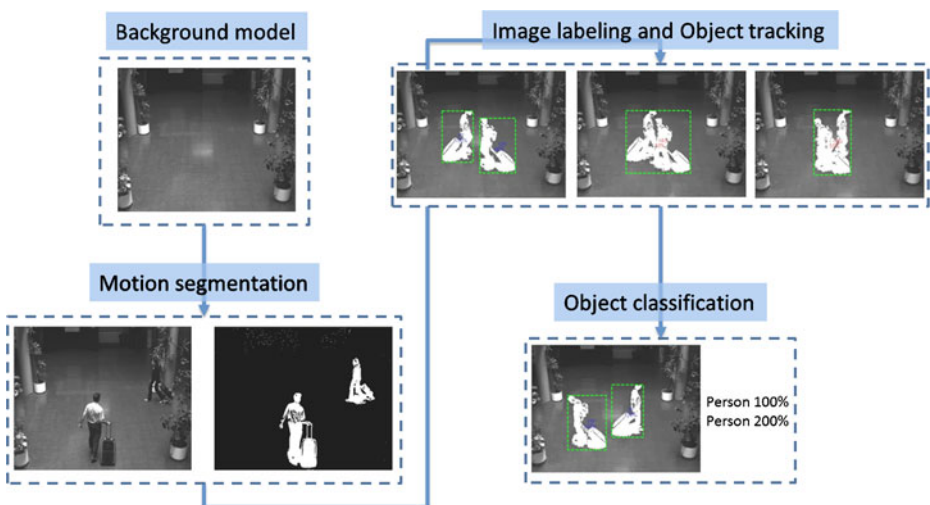 Background model
Motion segmentation
Image labeling and Object tracking
Object classification
Person 100%
Person 200%